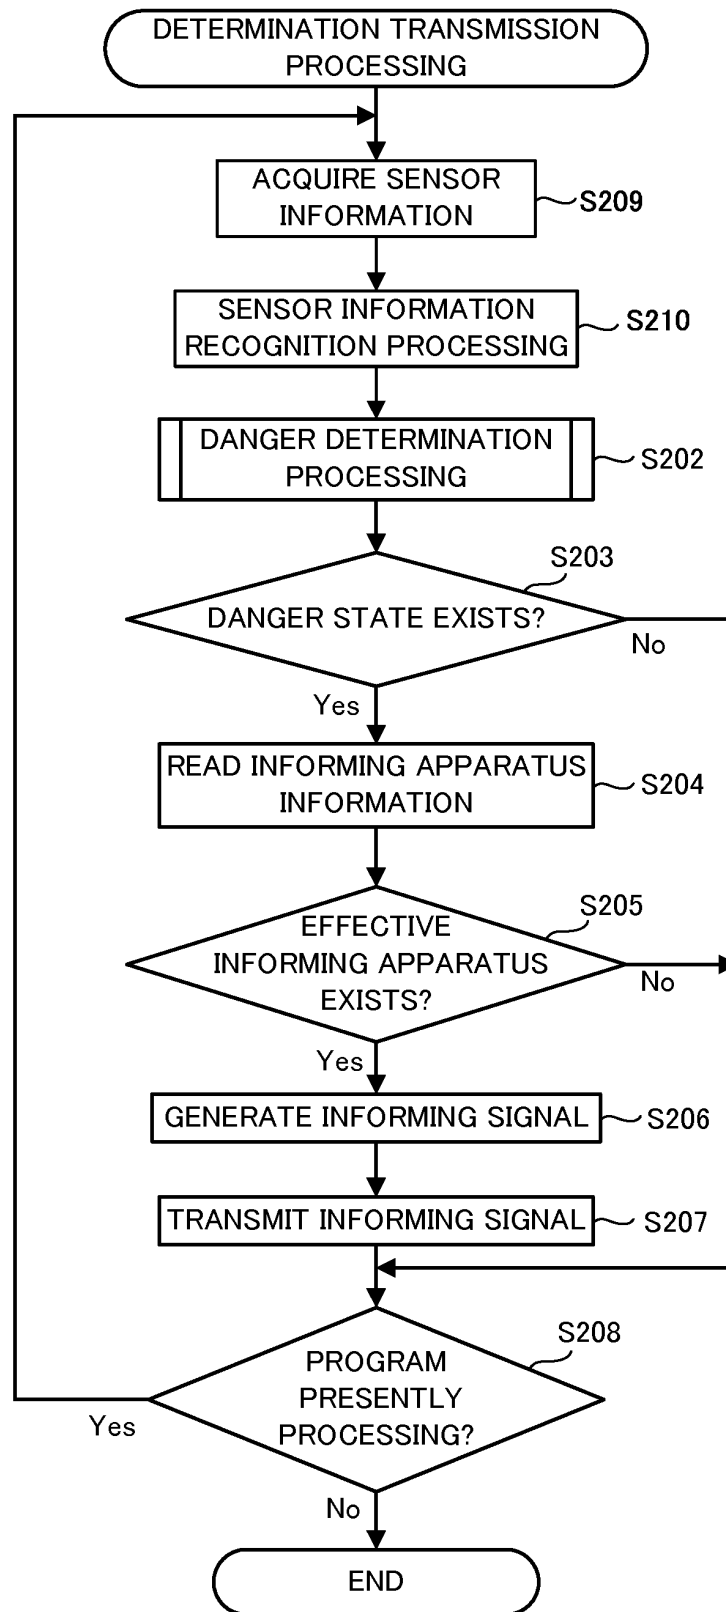 DETERMINATION TRANSMISSION
PROCESSING
ACQUIRE SENSOR
INFORMATION
S209
SENSOR INFORMATION
RECOGNITION PROCESSING
S210
DANGER DETERMINATION
PROCESSING
S202
S203
DANGER STATE EXISTS?
No
Yes
READ INFORMING APPARATUS
INFORMATION
S204
S205
EFFECTIVE
INFORMING APPARATUS
EXISTS?
No
Yes
GENERATE INFORMING SIGNAL
S206
TRANSMIT INFORMING SIGNAL
S207
S208
PROGRAM
PRESENTLY
PROCESSING?
Yes
No
END